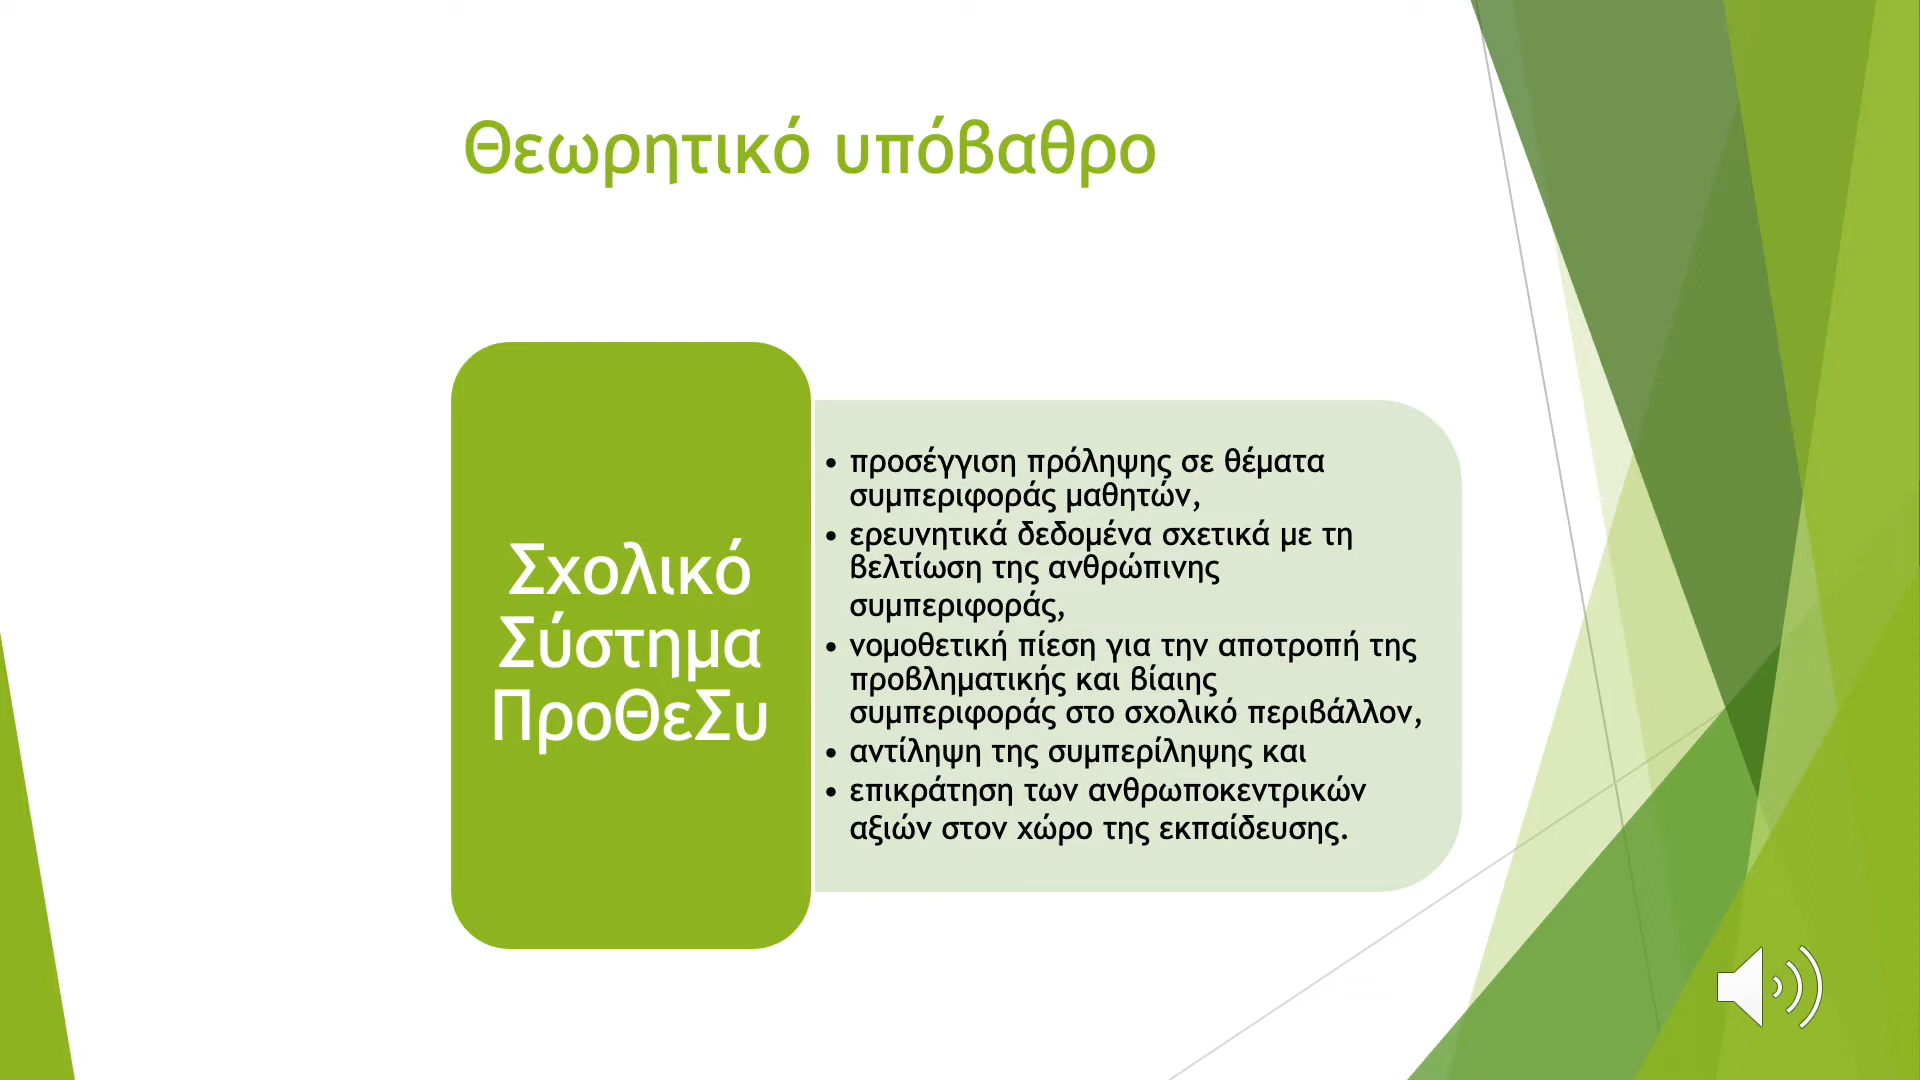 Θεωρητικό υπόβαθρο
Σχολικό
Σύστημα
ΠροΘεΣυ
• προσέγγιση πρόληψης σε θέματα
συμπεριφοράς μαθητών,
• ερευνητικά δεδομένα σχετικά με τη
βελτίωση της ανθρώπινης
συμπεριφοράς,
• νομοθετική πίεση για την αποτροπή της
προβληματικής και βίαιης
συμπεριφοράς στο σχολικό περιβάλλον,
• αντίληψη της συμπερίληψης και
• επικράτηση των ανθρωποκεντρικών
αξιών στον χώρο της εκπαίδευσης.